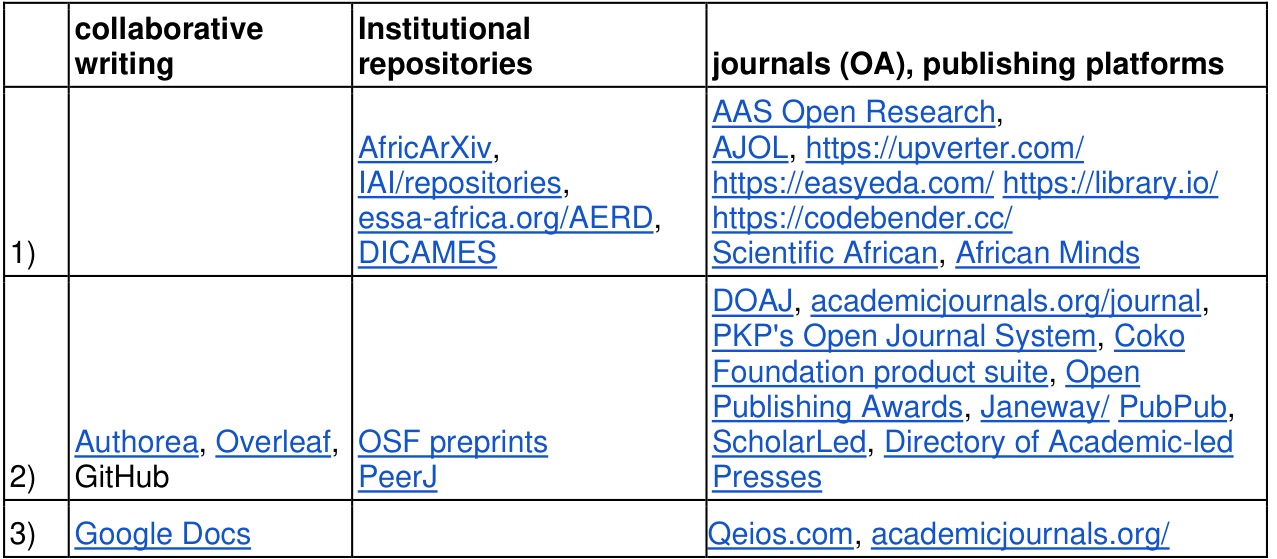 collaborative
writing
Institutional
repositories
journals (OA), publishing platforms
1)
AfricArXiv,
IAI/repositories,
essa-africa.org/AERD,
DICAMES
AAS Open Research,
AJOL, https://upverter.com/
https://easyeda.com/ https://library.io/
https://codebender.cc/
Scientific African, African Minds
2)
Authorea, Overleaf,
GitHub
OSF preprints
PeerJ
DOAJ, academicjournals.org/journal,
PKP's Open Journal System, Coko
Foundation product suite, Open
Publishing Awards, Janeway/ PubPub,
ScholarLed, Directory of Academic-led
Presses
3)
Google Docs
Qeios.com, academicjournals.org/